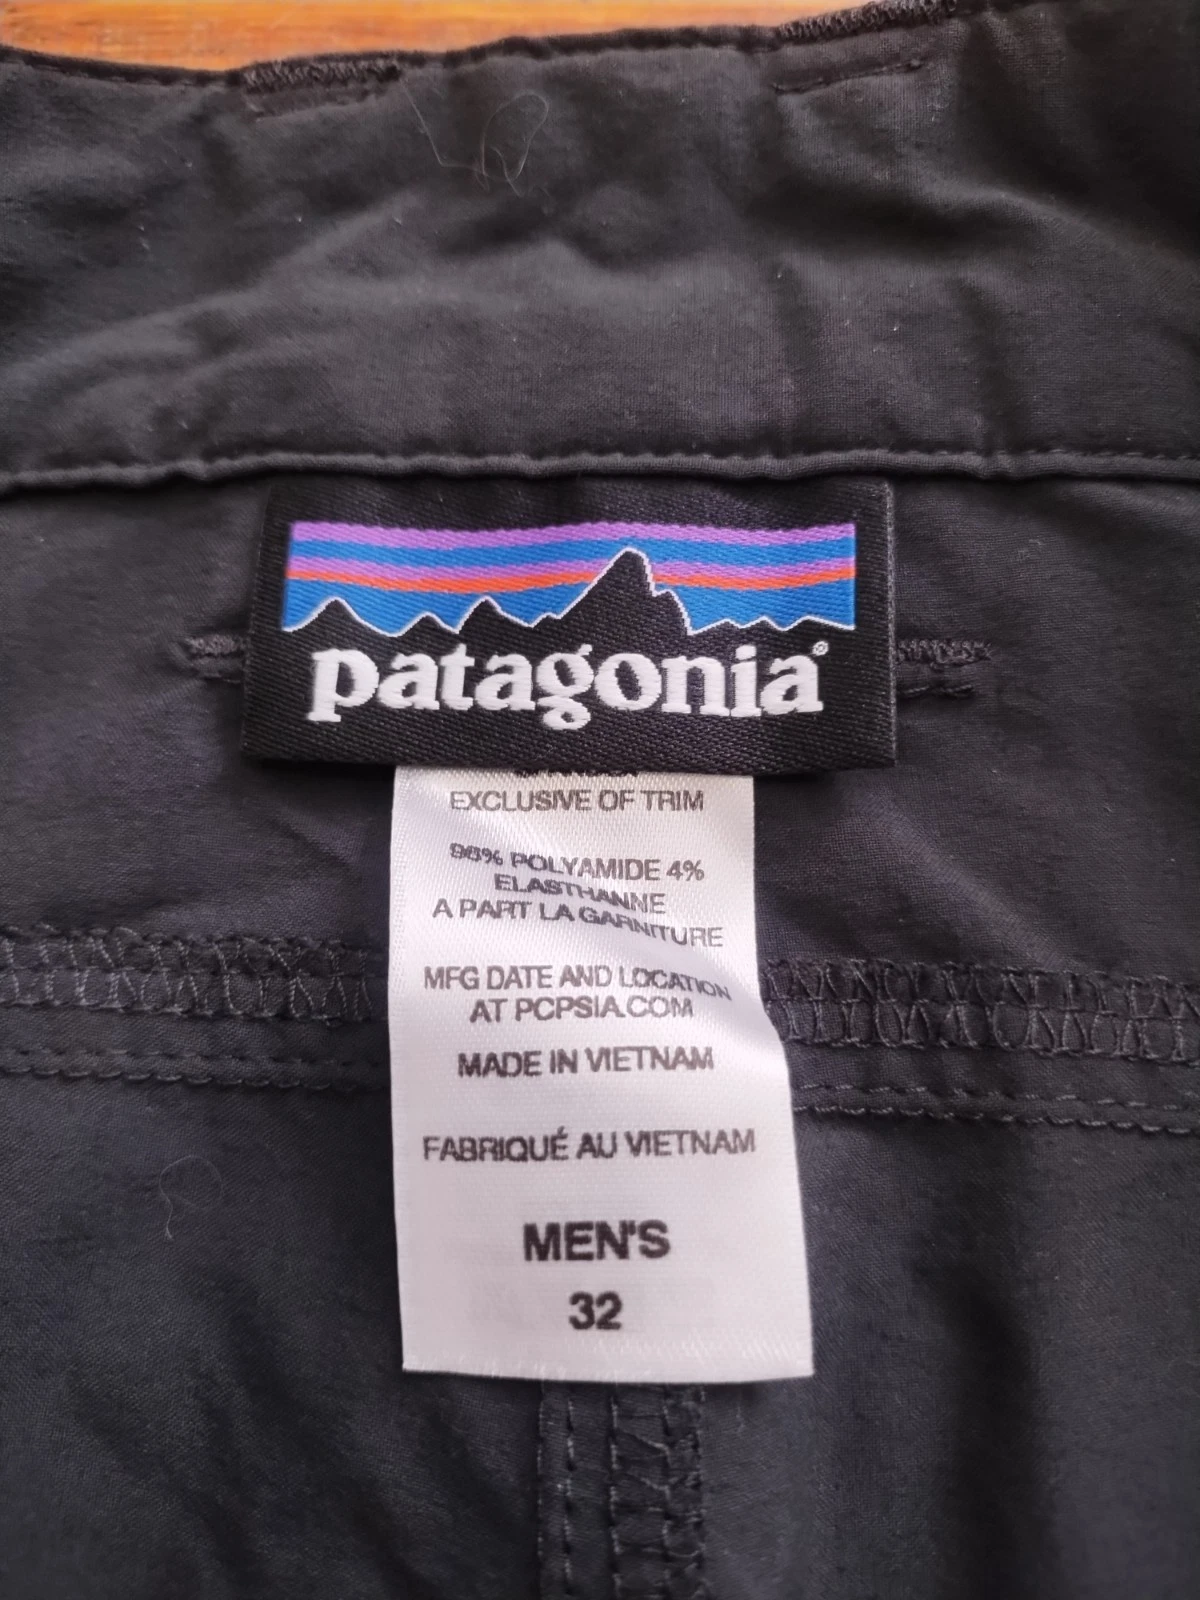 patagonia®
EXCLUSIVE OF TRIM
96% POLYAMIDE 4%
ELASTHANNE
A PART LA GARNITURE
MFG DATE AND LOCATION
AT PCPSIA.COM
MADE IN VIETNAM
FABRIQUÉ AU VIETNAM
MEN'S
32